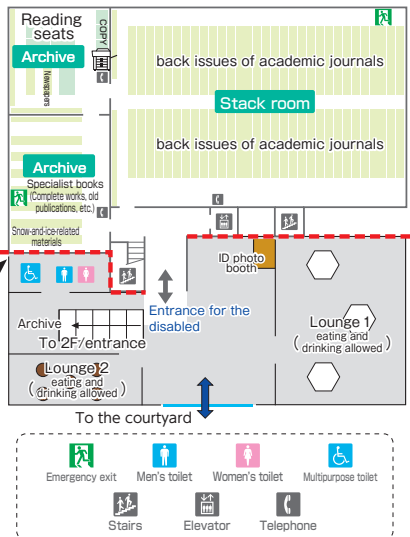 Reading
seats
COPY
Archive
Newspapers
back issues of academic journals
Stack room
back issues of academic journals
Archive
Specialist books
(Complete works, old
publications, etc.)
Snow-and-ice-related
materials
ID photo
booth
Entrance for the
disabled
Archive
To 2F/entrance
Lounge 1
(eating and
drinking allowed)
Lounge 2
(eating and
drinking allowed)
To the courtyard
Emergency exit
Men's toilet
Women's toilet
Multipurpose toilet
Stairs
Elevator
Telephone